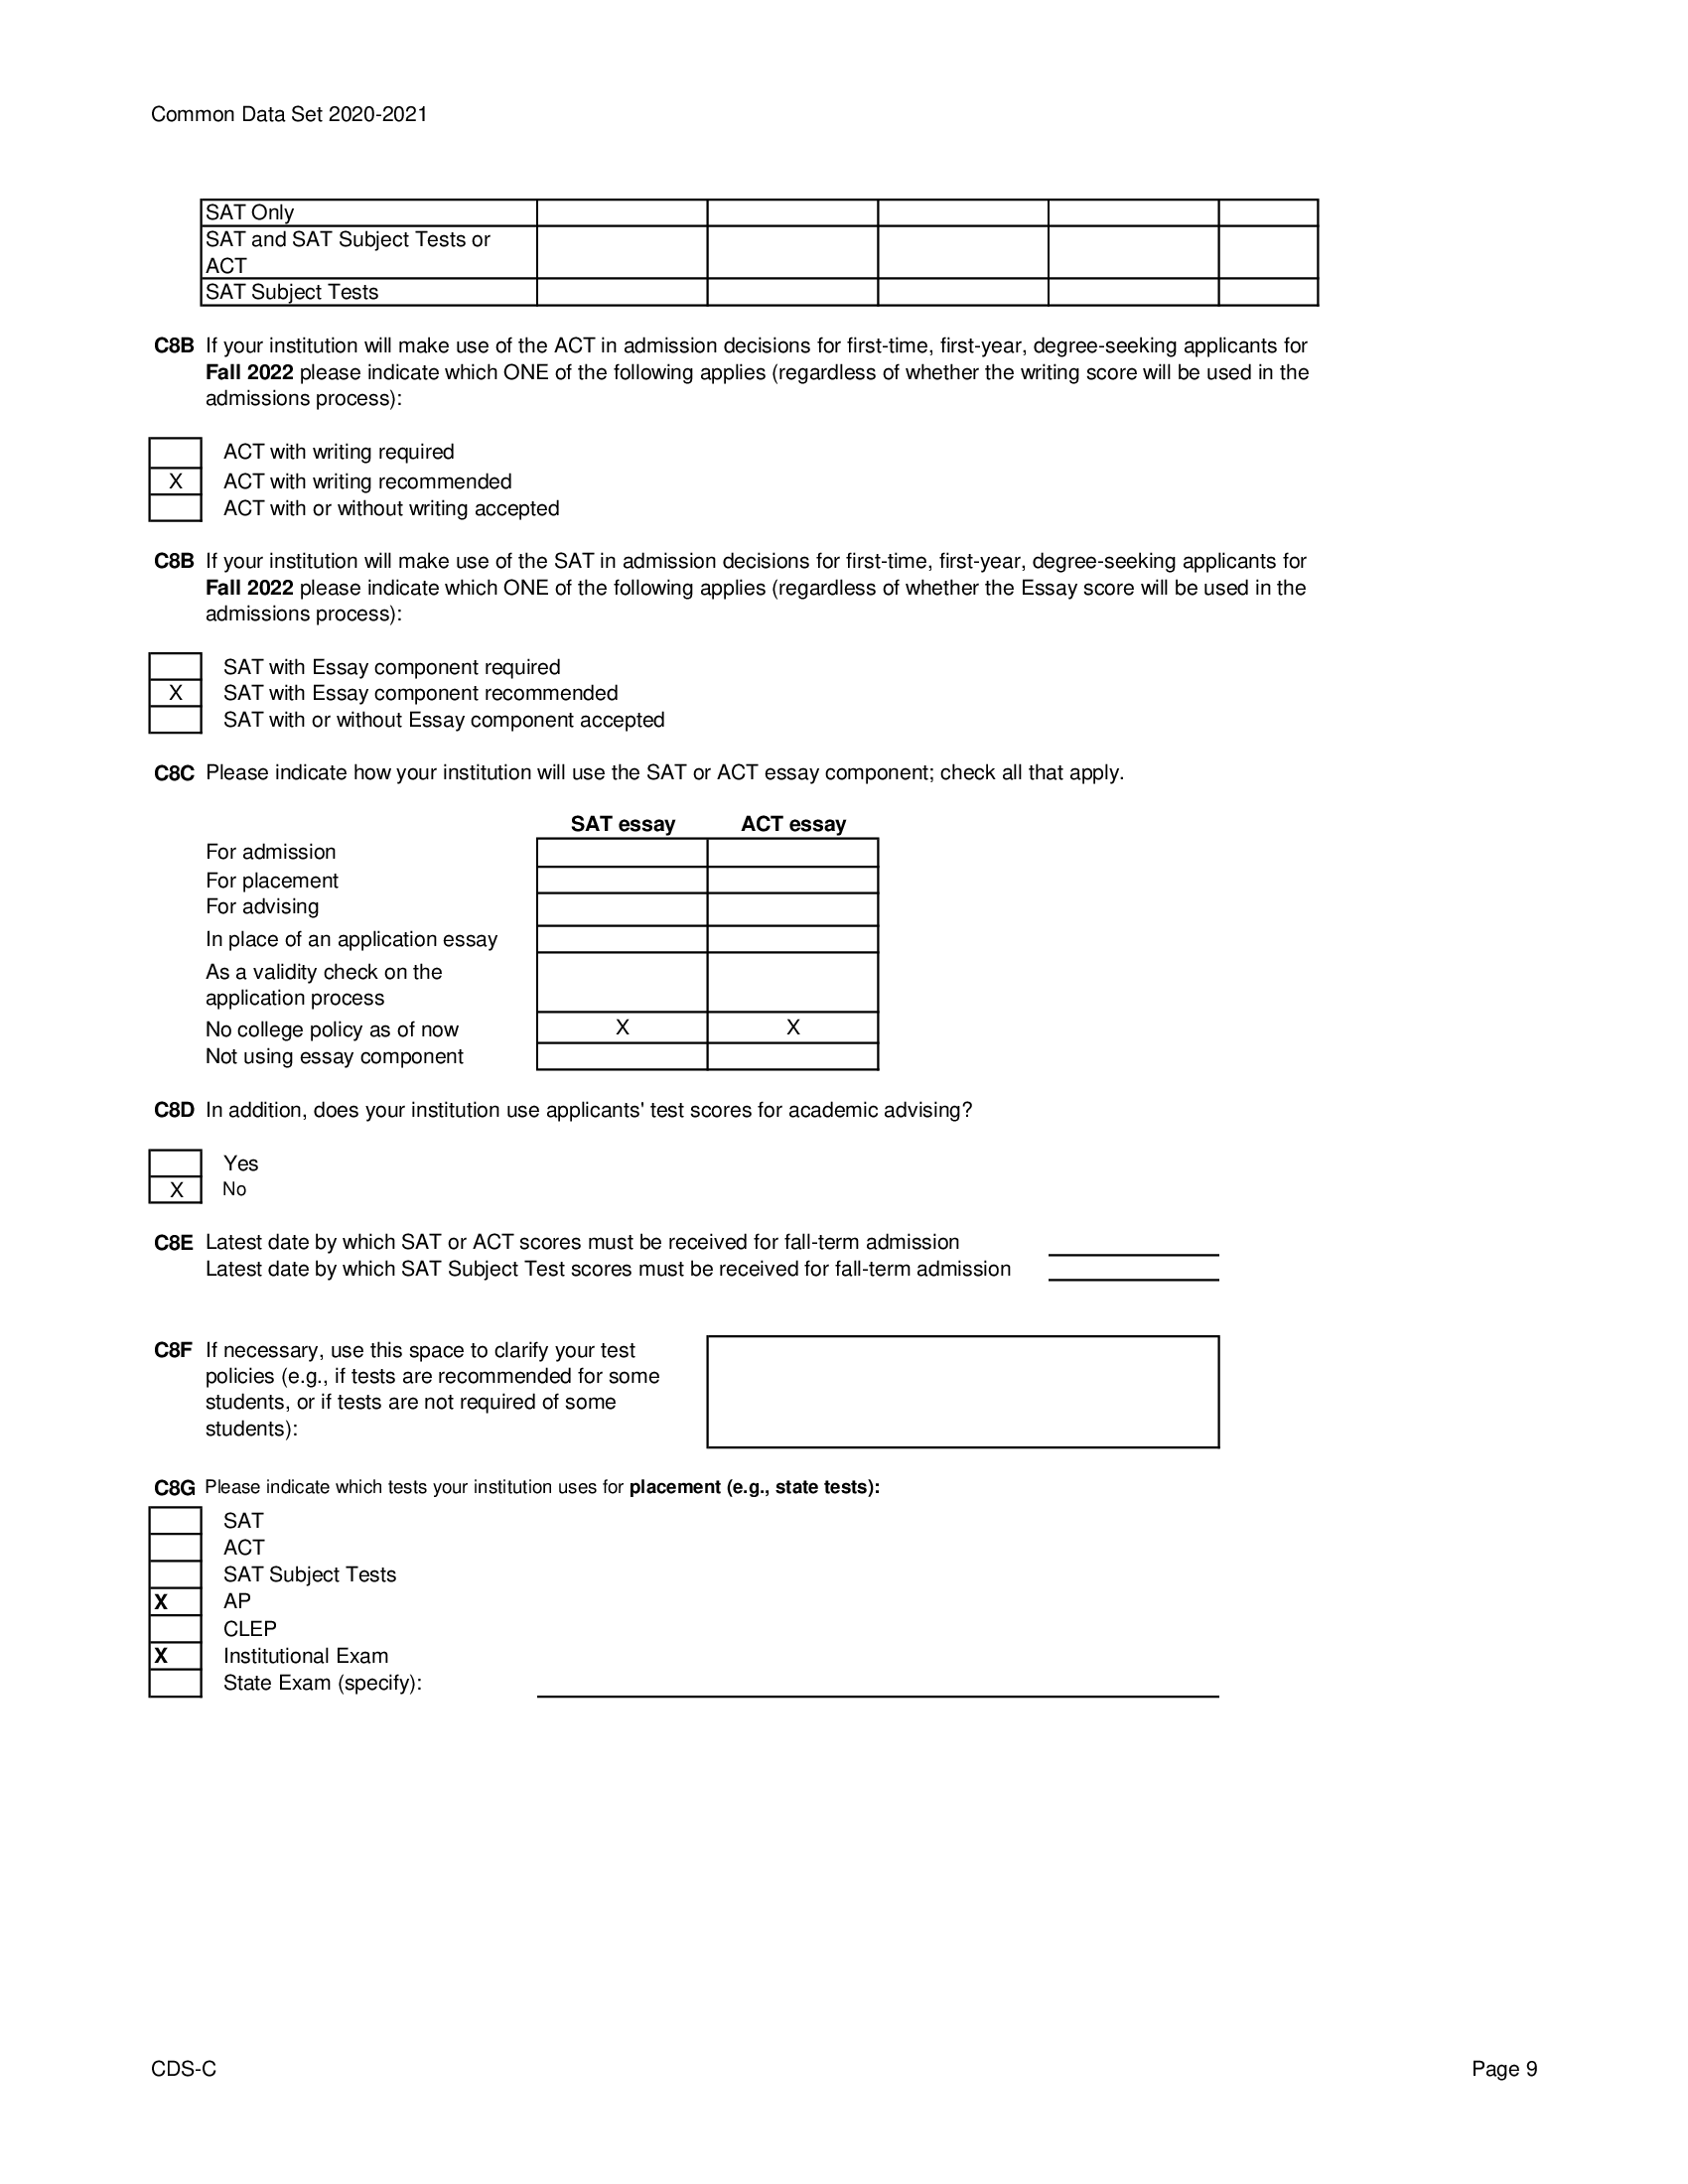 Common Data Set 2020-2021
SAT Only
SAT and SAT Subject Tests or
ACT
SAT Subject Tests
C8B If your institution will make use of the ACT in admission decisions for first-time, first-year, degree-seeking applicants for
Fall 2022 please indicate which ONE of the following applies (regardless of whether the writing score will be used in the
admissions process):
ACT with writing required
X ACT with writing recommended
ACT with or without writing accepted
C8B If your institution will make use of the SAT in admission decisions for first-time, first-year, degree-seeking applicants for
Fall 2022 please indicate which ONE of the following applies (regardless of whether the Essay score will be used in the
admissions process):
SAT with Essay component required
X SAT with Essay component recommended
SAT with or without Essay component accepted
C8C Please indicate how your institution will use the SAT or ACT essay component; check all that apply.
SAT essay ACT essay
For admission
For placement
For advising
In place of an application essay
As a validity check on the
application process
No college policy as of now X X
Not using essay component
C8D In addition, does your institution use applicants' test scores for academic advising?
Yes
X No
C8E Latest date by which SAT or ACT scores must be received for fall-term admission
Latest date by which SAT Subject Test scores must be received for fall-term admission
C8F If necessary, use this space to clarify your test
policies (e.g., if tests are recommended for some
students, or if tests are not required of some
students):
C8G Please indicate which tests your institution uses for placement (e.g., state tests):
SAT
ACT
SAT Subject Tests
X AP
CLEP
X Institutional Exam
State Exam (specify):
CDS-C Page 9